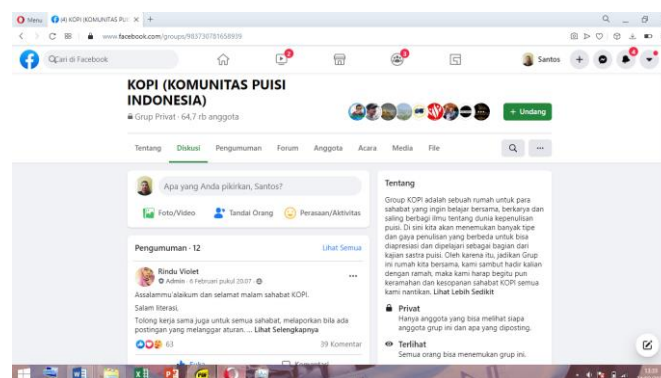 Menu
(4) KOPI (KOMUNITAS PUI
www.facebook.com/groups/983730781658939
Cari di Facebook
Santos
KOPI (KOMUNITAS PUISI
INDONESIA)
Grup Privat · 64,7 rb anggota
+ Undang
Tentang Diskusi Pengumuman Forum Anggota Acara Media File
Apa yang Anda pikirkan, Santos?
Foto/Video Tandai Orang Perasaan/Aktivitas
Pengumuman · 12 Lihat Semua
Rindu Violet
Admin · 6 Februari pukul 20.07
Assalammu'alaikum dan selamat malam sahabat KOPI.
Salam literasi.
Tolong kerja sama juga untuk semua sahabat, melaporkan bila ada
postingan yang melanggar aturan. ... Lihat Selengkapnya
63 39 Komentar
Suka Komentari
Tentang
Group KOPI adalah sebuah rumah untuk para
sahabat yang ingin belajar bersama, berkarya dan
saling berbagi ilmu tentang dunia kepenulisan
puisi. Di sini kita akan menemukan banyak tipe
dan gaya penulisan yang berbeda untuk bisa
diapresiasi dan dipelajari sebagai bagian dari
kajian sastra puisi. Oleh karena itu, jadikan Grup
ini rumah kita bersama, kami sambut hadir kalian
dengan ramah, maka kami harap begitu pun
keramahan dan kesopanan sahabat KOPI semua
kami nantikan. Lihat Lebih Sedikit
Privat
Hanya anggota yang bisa melihat siapa
anggota grup ini dan apa yang diposting.
Terlihat
Semua orang bisa menemukan grup ini.